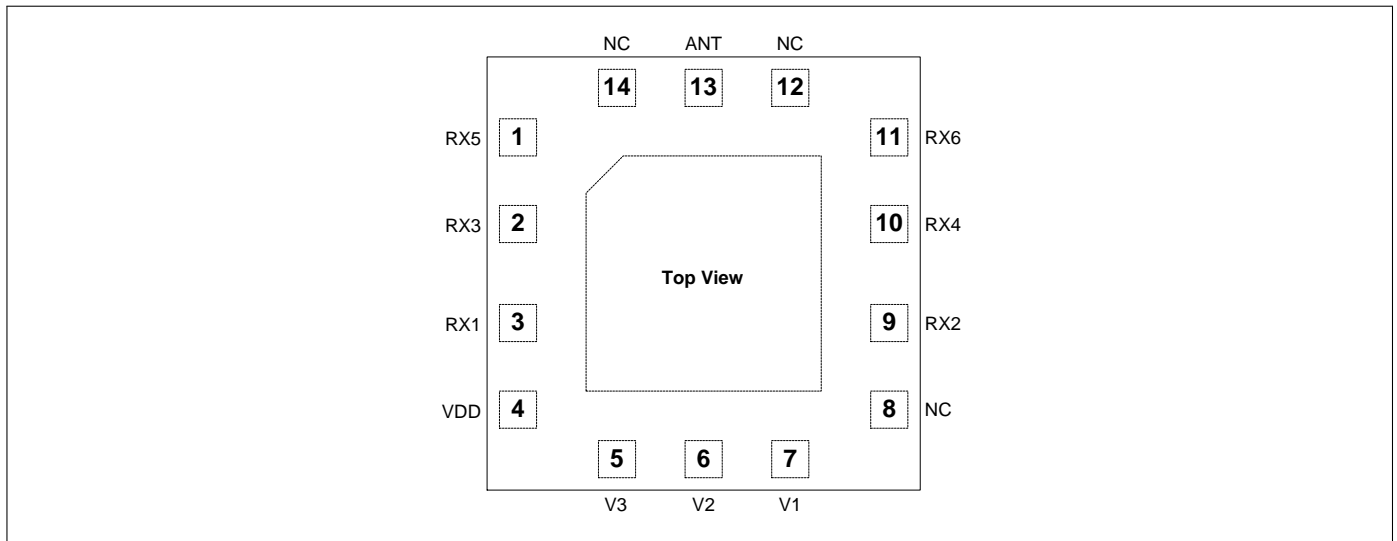 NC ANT NC
14 13 12
RX5 1 11 RX6
RX3 2 10 RX4
Top View
RX1 3 9 RX2
VDD 4 8 NC
5 6 7
V3 V2 V1